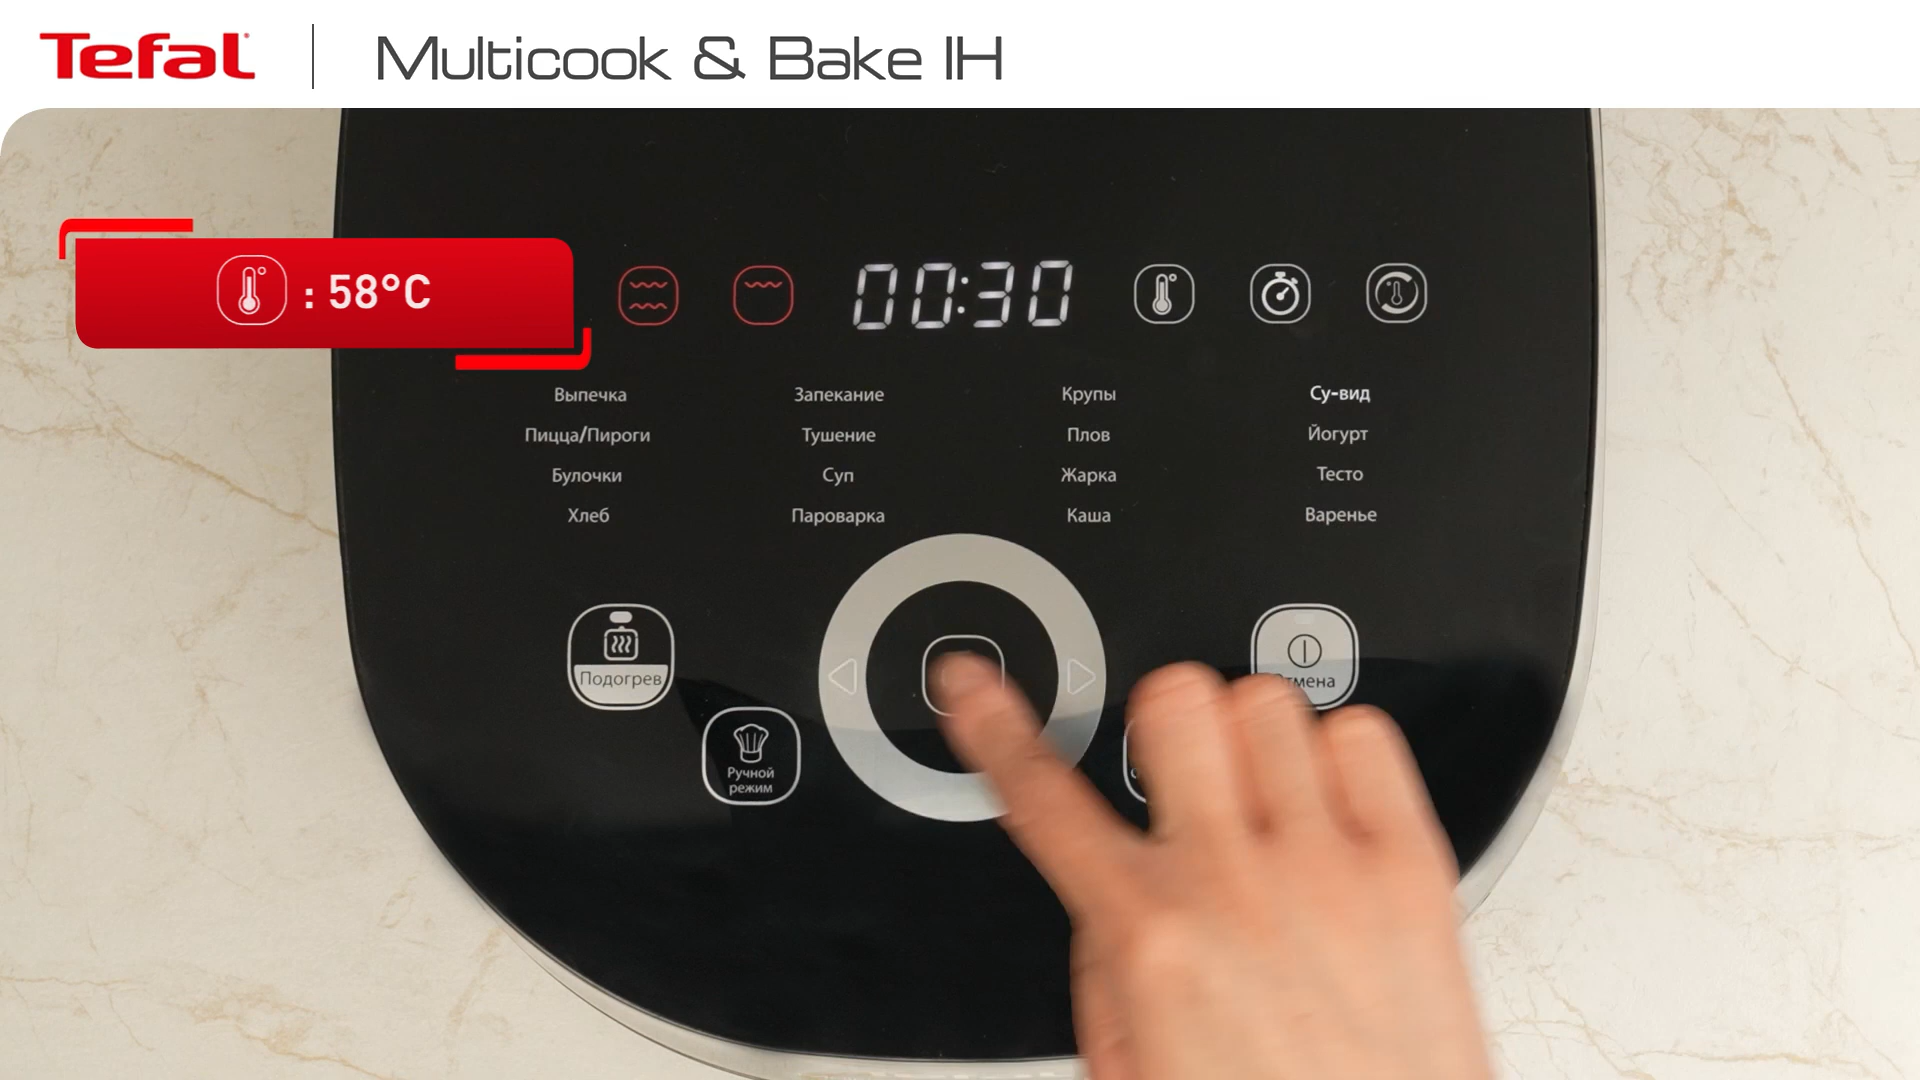 Tefal
Multicook & Bake IH
: 58°C
00:30
Выпечка
Запекание
Крупы
Су-вид
Пицца/Пироги
Тушение
Плов
Йогурт
Булочки
Суп
Жарка
Тесто
Хлеб
Пароварка
Каша
Варенье
Подогрев
Отмена
Ручной
режим